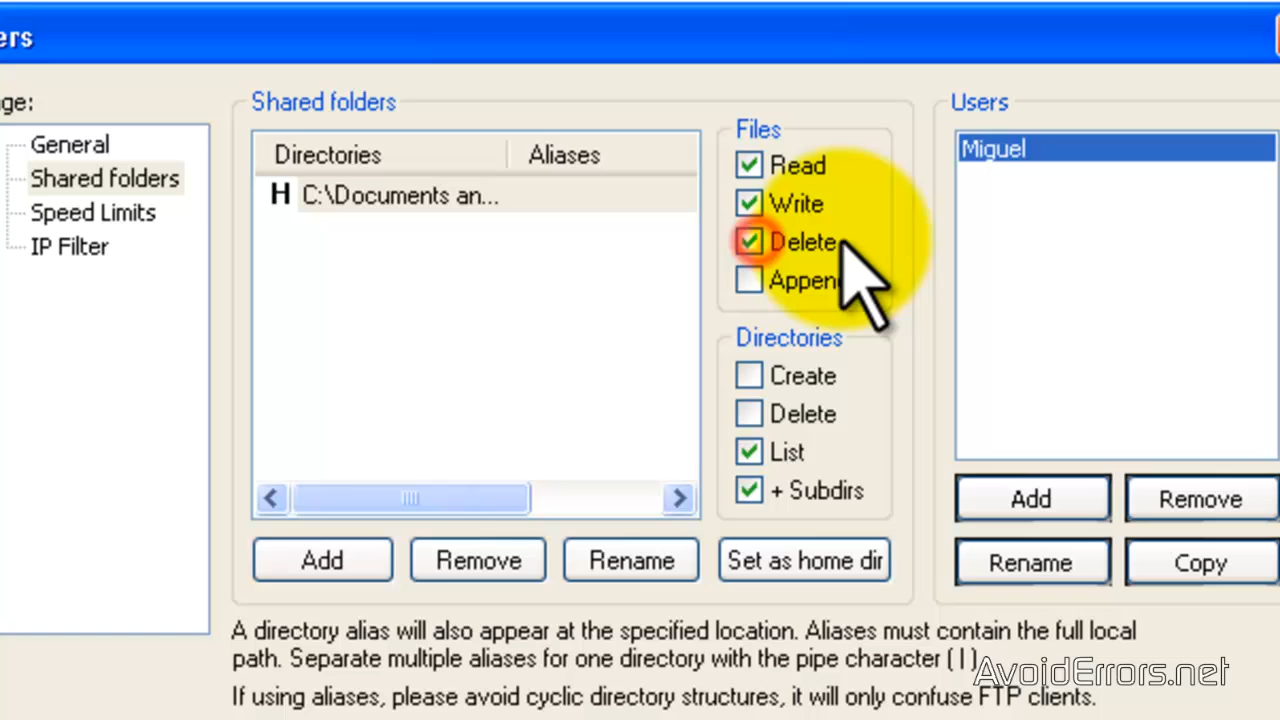 ers
ge:
General
Shared folders
Speed Limits
IP Filter
Shared folders
Directories Aliases
H C:\Documents an...
Add Remove Rename Set as home dir
Files
Read
Write
Delete
Directories
Create
Delete
List
+ Subdirs
Users
Miguel
Add Remove
Rename Copy
A directory alias will also appear at the specified location. Aliases must contain the full local
path. Separate multiple aliases for one directory with the pipe character ( | )
If using aliases, please avoid cyclic directory structures, it will only confuse FTP clients.
AvoidErrors.net